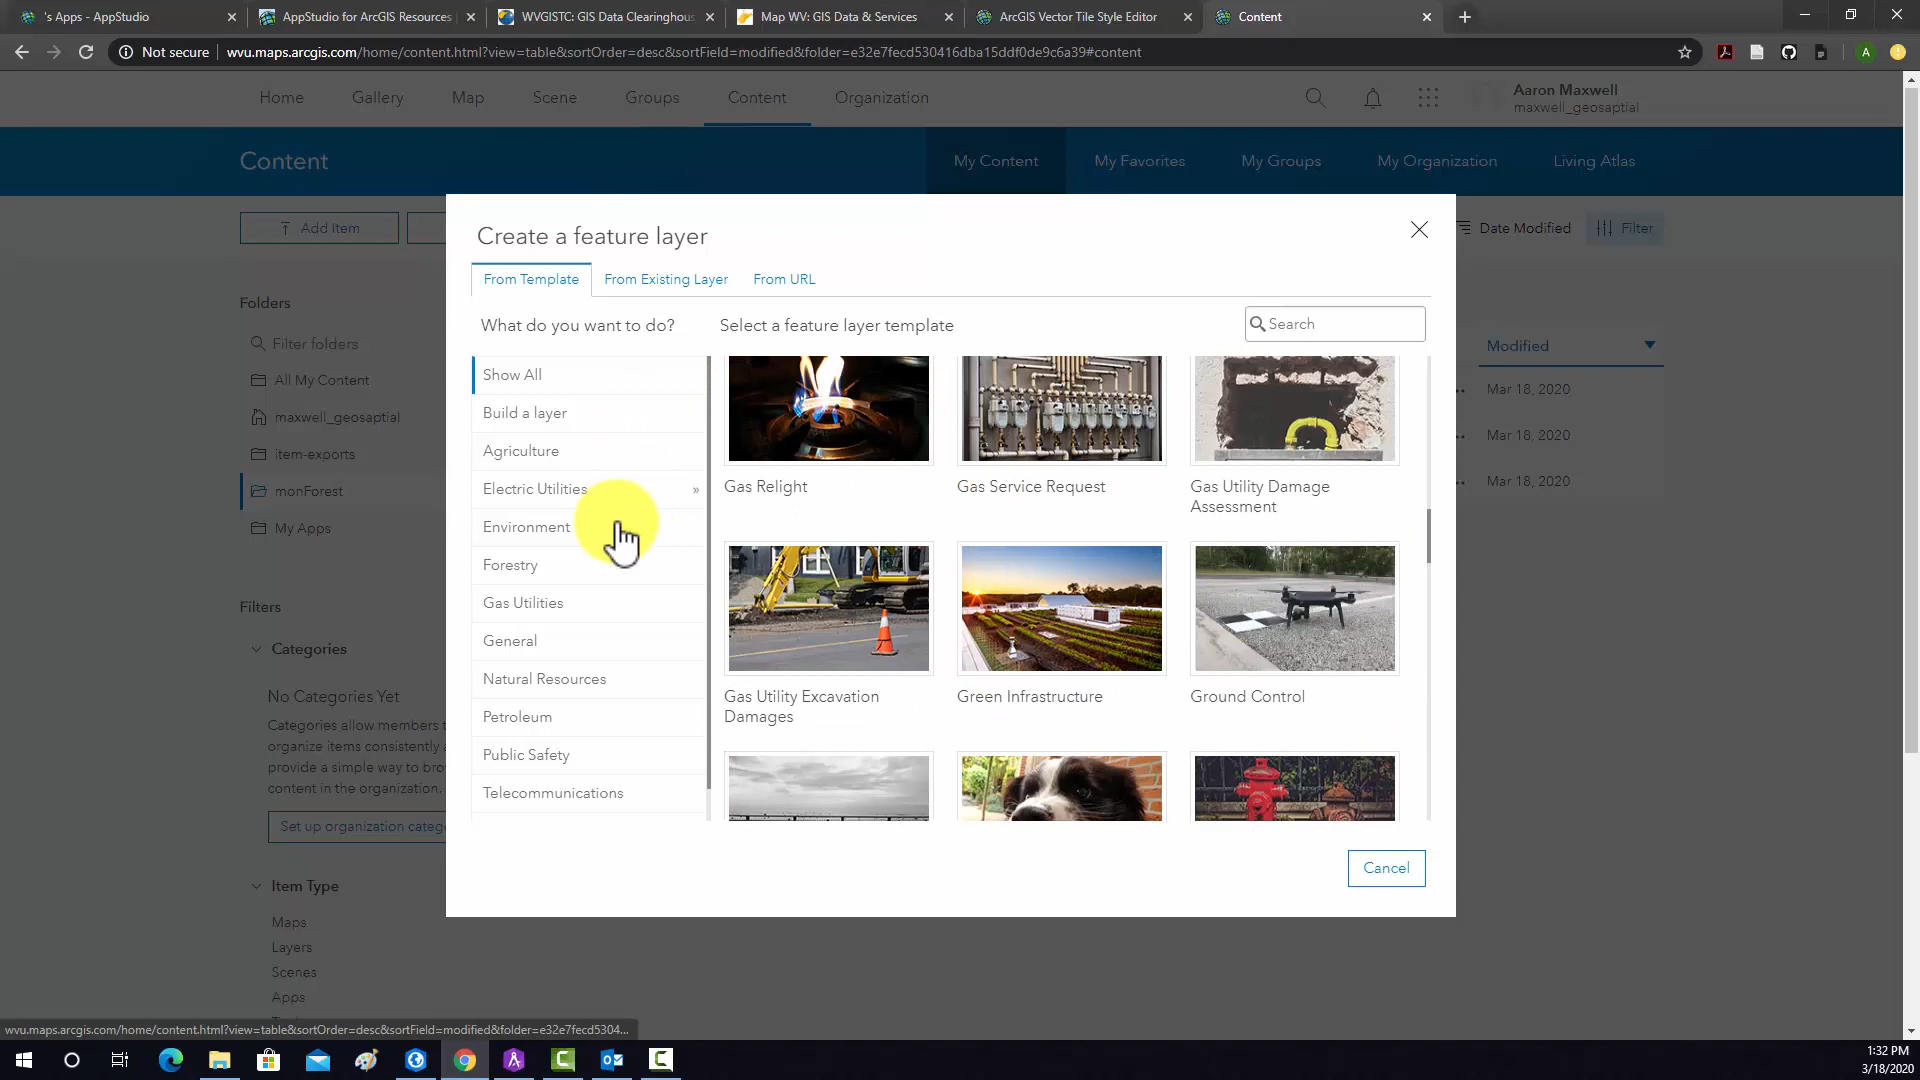 's Apps - AppStudio
AppStudio for ArcGIS Resources
WVGISTC: GIS Data Clearinghou
Map WV: GIS Data & Services
ArcGIS Vector Tile Style Editor
Content
Not secure
wvu.maps.arcgis.com/home/content.html?view=table&sortOrder=desc&sortField=modified&folder=e32e7fecd530416dba15ddf0de9c6a39#content
A
Home
Gallery
Map
Scene
Groups
Content
Organization
Aaron Maxwell
maxwell_geosaptial
Content
My Content
My Favorites
My Groups
My Organization
Living Atlas
Add Item
Date Modified
Filter
Create a feature layer
From Template
From Existing Layer
From URL
What do you want to do?
Select a feature layer template
Search
Folders
Filter folders
All My Content
maxwell_geosaptial
item-exports
monForest
My Apps
Modified
Mar 18, 2020
Mar 18, 2020
Mar 18, 2020
Show All
Build a layer
Agriculture
Electric Utilities »
Environment
Forestry
Gas Utilities
General
Natural Resources
Petroleum
Public Safety
Telecommunications
Gas Relight
Gas Service Request
Gas Utility Damage
Assessment
Gas Utility Excavation
Damages
Green Infrastructure
Ground Control
Cancel
Filters
Categories
No Categories Yet
Categories allow members t
organize items consistently a
provide a simple way to bro
content in the organization.
Set up organization catego
Item Type
Maps
Layers
Scenes
Apps
wvu.maps.arcgis.com/home/content.html?view=table&sortOrder=desc&sortField=modified&folder=e32e7fecd5304...
1:32 PM
3/18/2020